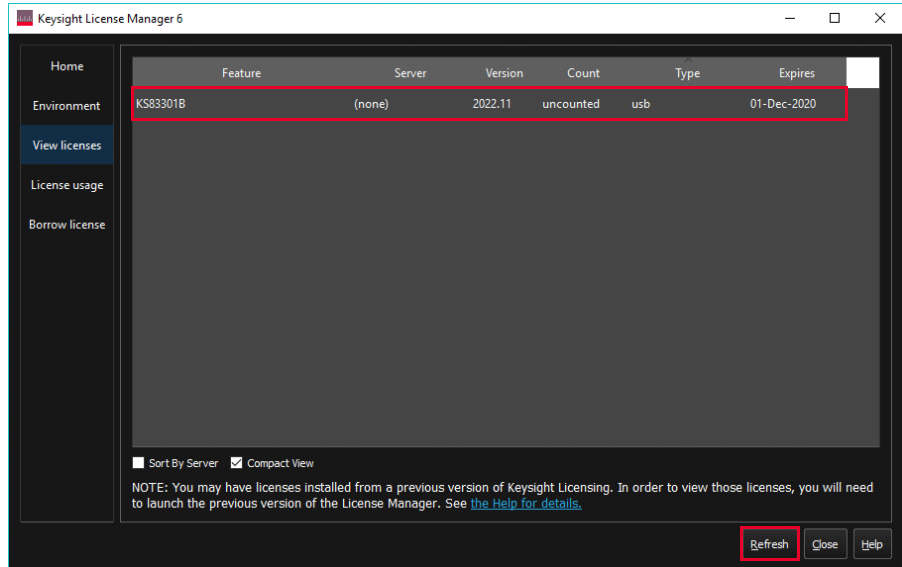 Keysight License Manager 6
Home
Environment
View licenses
License usage
Borrow license
Feature Server Version Count Type Expires
KS83301B (none) 2022.11 uncounted usb 01-Dec-2020
Sort By Server Compact View
NOTE: You may have licenses installed from a previous version of Keysight Licensing. In order to view those licenses, you will need
to launch the previous version of the License Manager. See the Help for details.
Refresh Close Help